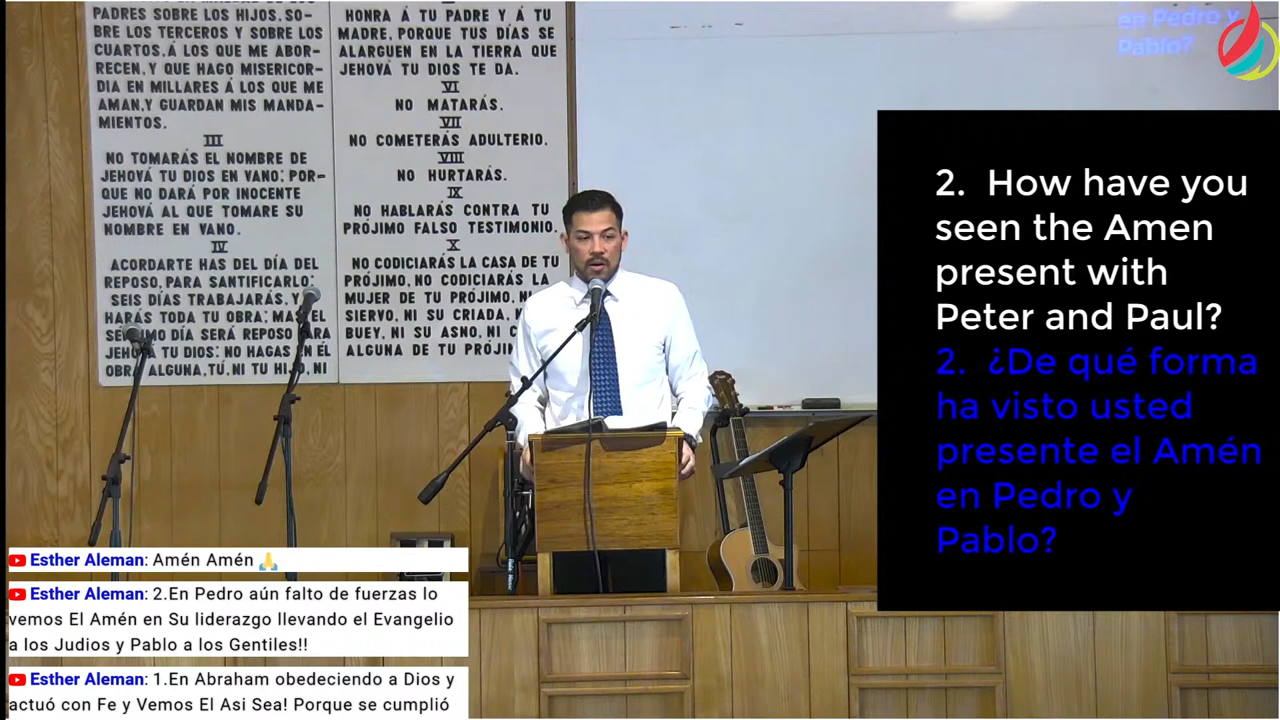 PADRES SOBRE LOS HIJOS, SO-
BRE LOS TERCEROS Y SOBRE LOS
CUARTOS, Á LOS QUE ME ABOR-
RECEN, Y QUE HAGO MISERICOR-
DIA EN MILLARES Á LOS QUE ME
AMAN, Y GUARDAN MIS MANDA-
MIENTOS.
III
NO TOMARÁS EL NOMBRE DE
JEHOVÁ TU DIOS EN VANO; POR-
QUE NO DARÁ POR INOCENTE
JEHOVÁ AL QUE TOMARE SU
NOMBRE EN VANO.
IV
ACORDARTE HAS DEL DÍA DEL
REPOSO, PARA SANTIFICARLO:
SEIS DÍAS TRABAJARÁS, Y
HARÁS TODA TU OBRA; MAS EL
DÍA SERÁ REPOSO
TU DIOS: NO HAGAS EN EL
OBRA ALGUNA, TÚ, NI TU HIJO, NI
HONRA Á TU PADRE Y Á TU
MADRE, PORQUE TUS DÍAS SE
ALARGUEN EN LA TIERRA QUE
JEHOVÁ TU DIOS TE DA.
VI
NO MATARÁS.
VII
NO COMETERÁS ADULTERIO.
VIII
NO HURTARÁS.
IX
NO HABLARÁS CONTRA TU
PRÓJIMO FALSO TESTIMONIO.
X
NO CODICIARÁS LA CASA DE TU
PRÓJIMO, NO CODICIARÁS LA
MUJER DE TU PRÓJIMO,
SIERVO, NI SU CRIADA,
BUEY, NI SU ASNO, NI
ALGUNA DE TU
en Pedro y
Pablo?
2. How have you
seen the Amen
present with
Peter and Paul?
2. ¿De qué forma
ha visto usted
presente el Amén
en Pedro y
Pablo?
Esther Aleman: Amén Amén 🙏
Esther Aleman: 2.En Pedro aún falto de fuerzas lo
vemos El Amén en Su liderazgo llevando el Evangelio
a los Judios y Pablo a los Gentiles!!
Esther Aleman: 1.En Abraham obedeciendo a Dios y
actuó con Fe y Vemos El Asi Sea! Porque se cumplió